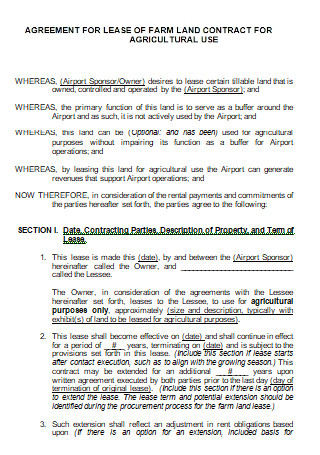 AGREEMENT FOR LEASE OF FARM LAND CONTRACT FOR
AGRICULTURAL USE
WHEREAS, (Airport Sponsor/Owner) desires to lease certain tillable land that is
owned, controlled and operated by the (Airport Sponsor); and
WHEREAS, the primary function of this land is to serve as a buffer around the
Airport and as such, it is not actively used by the Airport; and
WHEREAS, this land can be (Optional: and has been) used for agricultural
purposes without impairing its function as a buffer for Airport
operations; and
WHEREAS, by leasing this land for agricultural use the Airport can generate
revenues that support Airport operations; and
NOW THEREFORE, in consideration of the rental payments and commitments of
the parties hereafter set forth, the parties agree to the following:
SECTION I. Date, Contracting Parties, Description of Property, and Term of
Lease.
1. This lease is made this (date), by and between the (Airport Sponsor)
hereinafter called the Owner, and
called the Lessee.
The Owner, in consideration of the agreements with the Lessee
hereinafter set forth, leases to the Lessee, to use for agricultural
purposes only, approximately (size and description, typically with
exhibit(s) of land to be leased for agricultural purposes).
2. This lease shall become effective on (date) and shall continue in effect
for a period of # years, terminating on (date) and is subject to the
provisions set forth in this lease. (Include this section if lease starts
after contract execution, such as to align with the growing season.) This
contract may be extended for an additional # years upon
written agreement executed by both parties prior to the last day (day of
termination of original lease). (Include this section if there is an option
to extend the lease. The lease term and potential extension should be
identified during the procurement process for the farm land lease.)
3. Such extension shall reflect an adjustment in rent obligations based
upon (If there is an option for an extension, included basis for